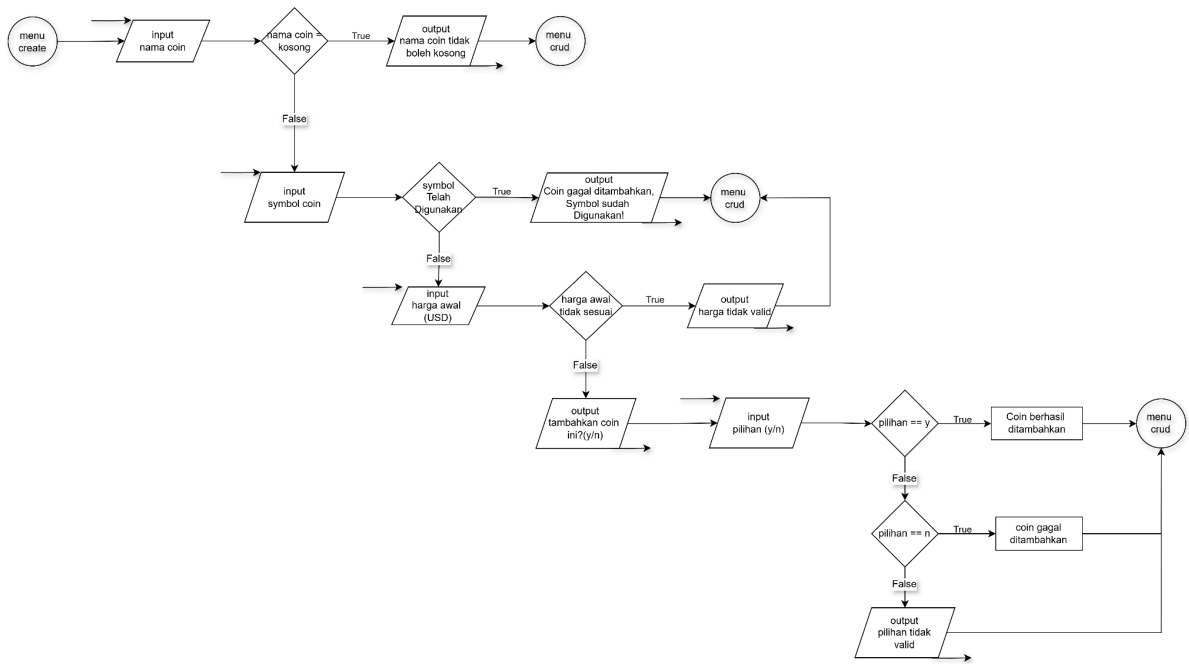 menu
create
input
nama coin
nama coin =
kosong
True
output
nama coin tidak
boleh kosong
menu
crud
False
input
symbol coin
symbol
Telah
Digunakan
True
output
Coin gagal ditambahkan,
Symbol sudah
Digunakan!
menu
crud
False
input
harga awal
(USD)
harga awal
tidak sesuai
True
output
harga tidak valid
False
output
tambahkan coin
ini?(y/n)
input
pilihan (y/n)
pilihan == y
True
Coin berhasil
ditambahkan
menu
crud
False
pilihan == n
True
coin gagal
ditambahkan
False
output
pilihan tidak
valid